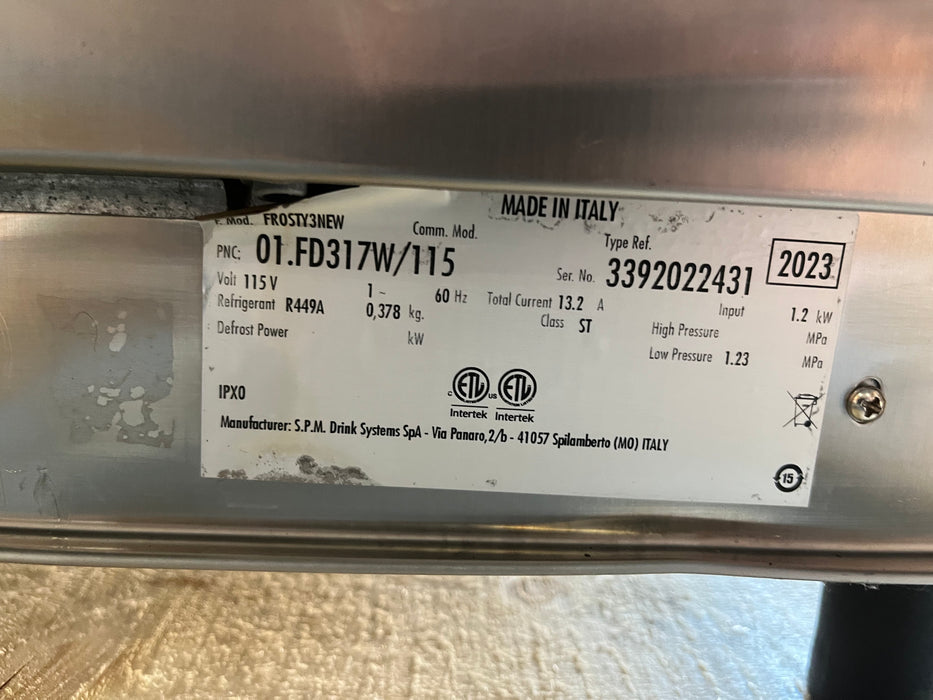 MADE IN ITALY
F. Mod. FROSTY3NEW Comm. Mod. Type Ref.
PNC: 01.FD317W/115 Ser. No. 3392022431 2023
Volt 115 V 1 ~ 60 Hz Total Current 13.2 A Input 1.2 kW
Refrigerant R449A 0,378 kg. Class ST High Pressure MPa
Defrost Power kW Low Pressure 1.23 MPa
C ETL US ETL
Intertek Intertek
IPX0
Manufacturer: S.P.M. Drink Systems SpA - Via Panaro,2/b - 41057 Spilamberto (MO) ITALY
15